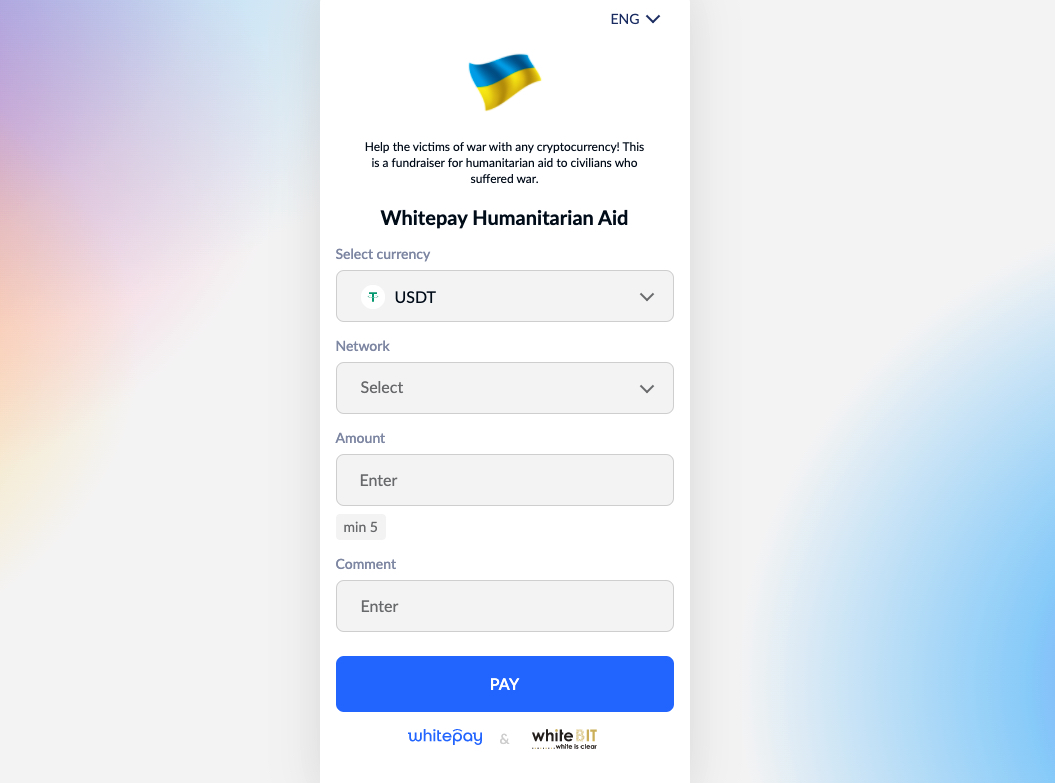 ENG
Help the victims of war with any cryptocurrency! This
is a fundraiser for humanitarian aid to civilians who
suffered war.
Whitepay Humanitarian Aid
Select currency
USDT
Network
Select
Amount
Enter
min 5
Comment
Enter
PAY
whitepay & whiteBIT
white is clear